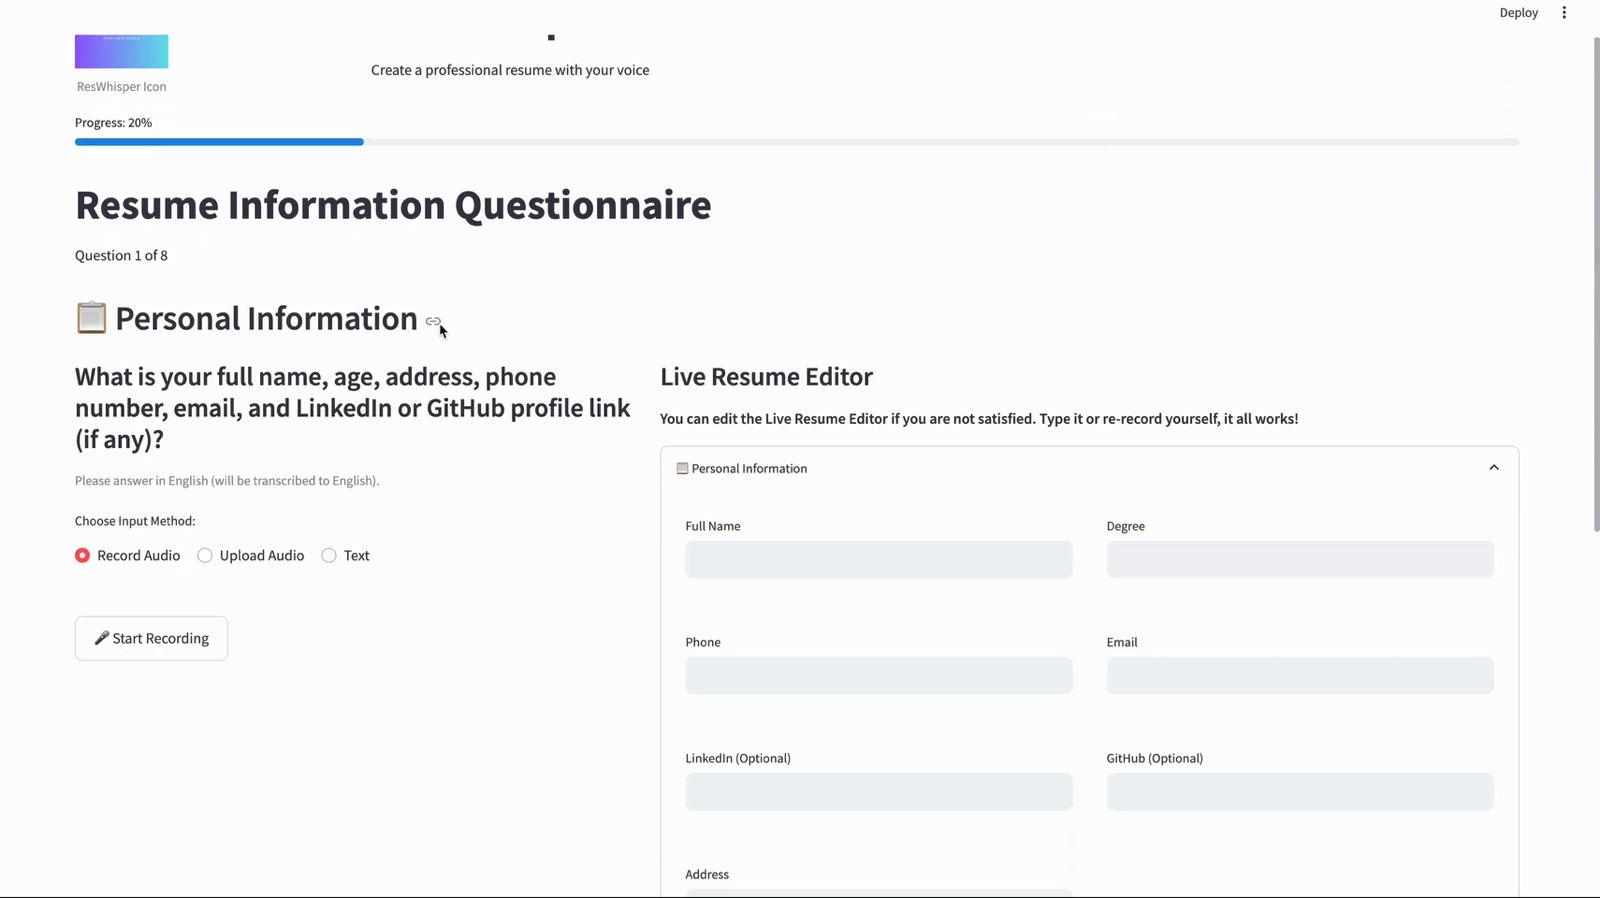 Deploy
Create a professional resume with your voice
ResWhisper Icon
Progress: 20%
Resume Information Questionnaire
Question 1 of 8
📋 Personal Information
What is your full name, age, address, phone
number, email, and LinkedIn or GitHub profile link
(if any)?
Please answer in English (will be transcribed to English).
Choose Input Method:
Record Audio
Upload Audio
Text
🎤 Start Recording
Live Resume Editor
You can edit the Live Resume Editor if you are not satisfied. Type it or re-record yourself, it all works!
📋 Personal Information
Full Name
Degree
Phone
Email
LinkedIn (Optional)
GitHub (Optional)
Address